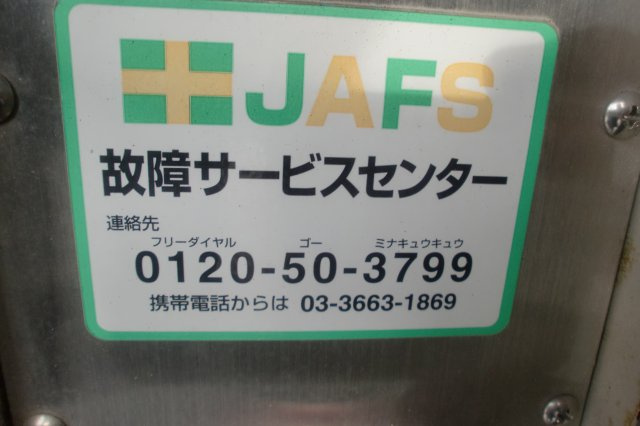 JAFS
故障サービスセンター
連絡先
フリーダイヤル ゴー ミナキュウキュウ
0120-50-3799
携帯電話からは 03-3663-1869